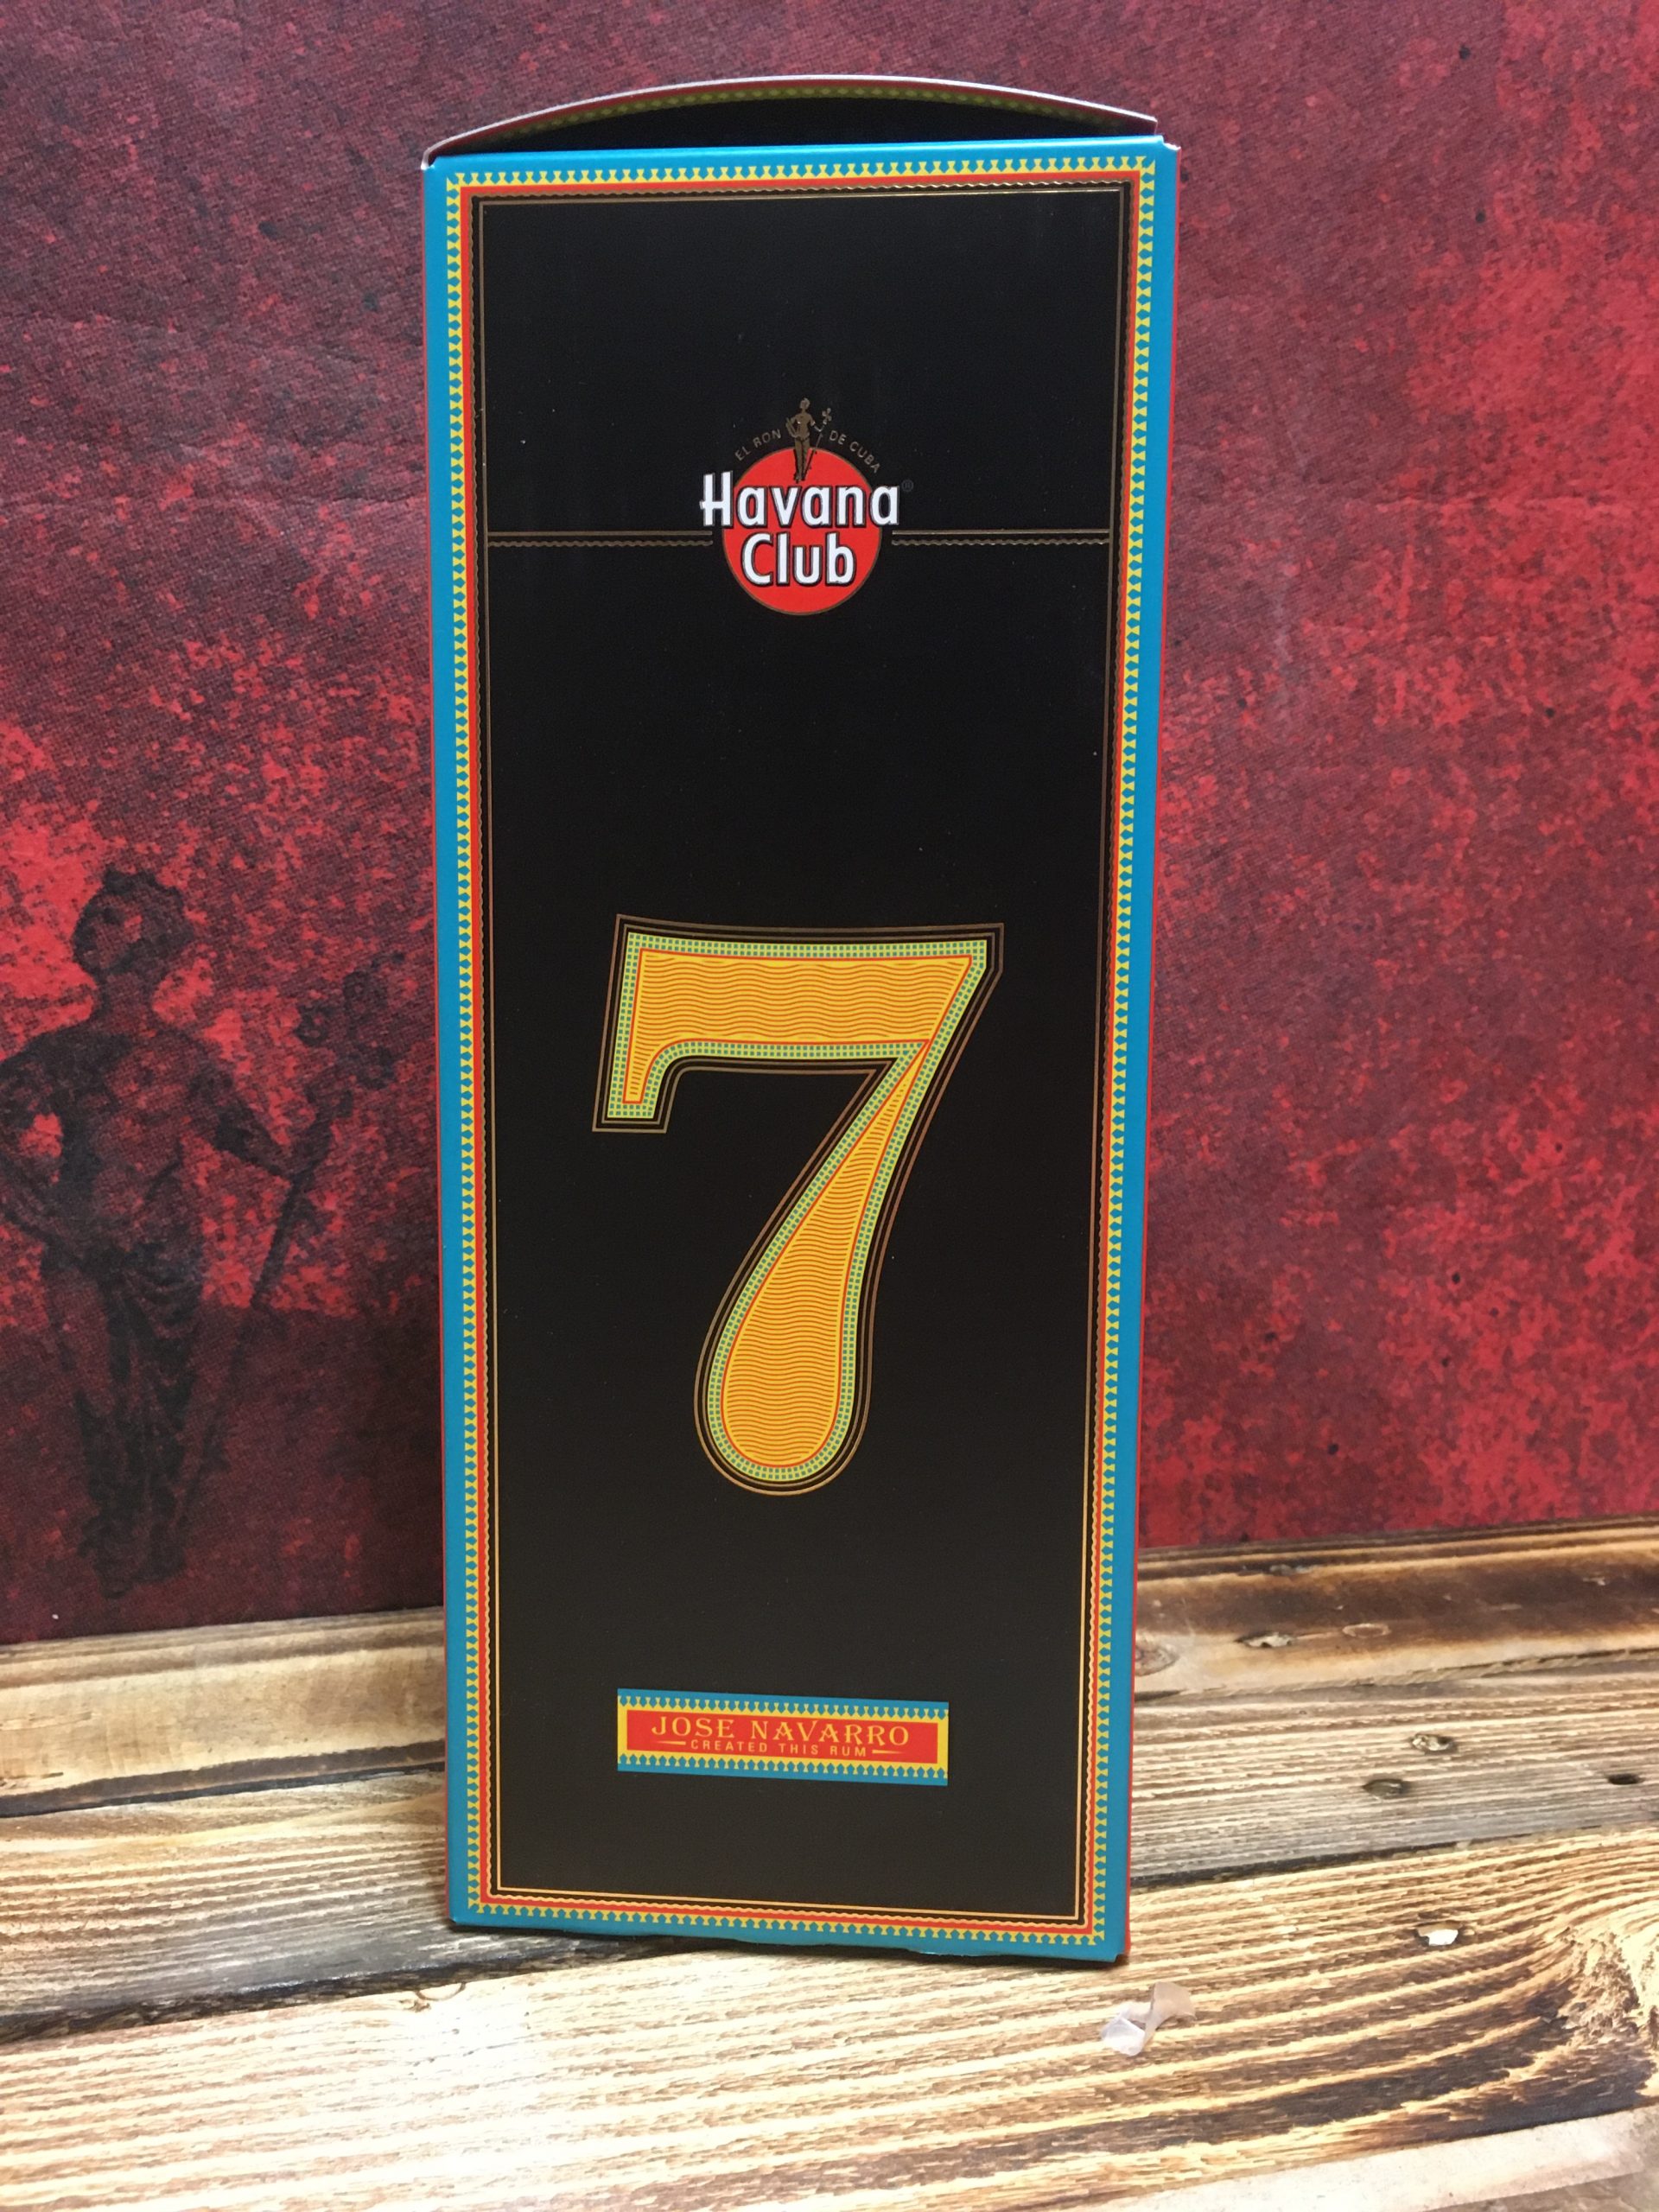 EL RON DE CUBA
Havana®
Club
7
JOSE NAVARRO
CREATED THIS RUM